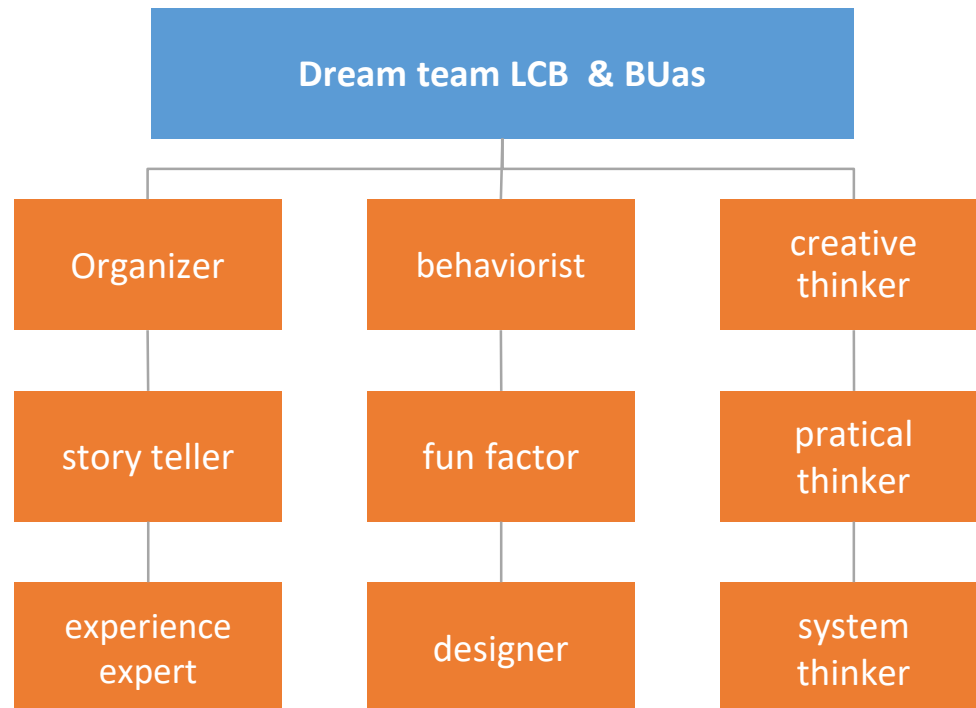 Dream team LCB & BUas
Organizer
behaviorist
creative
thinker
story teller
fun factor
pratical
thinker
experience
expert
designer
system
thinker